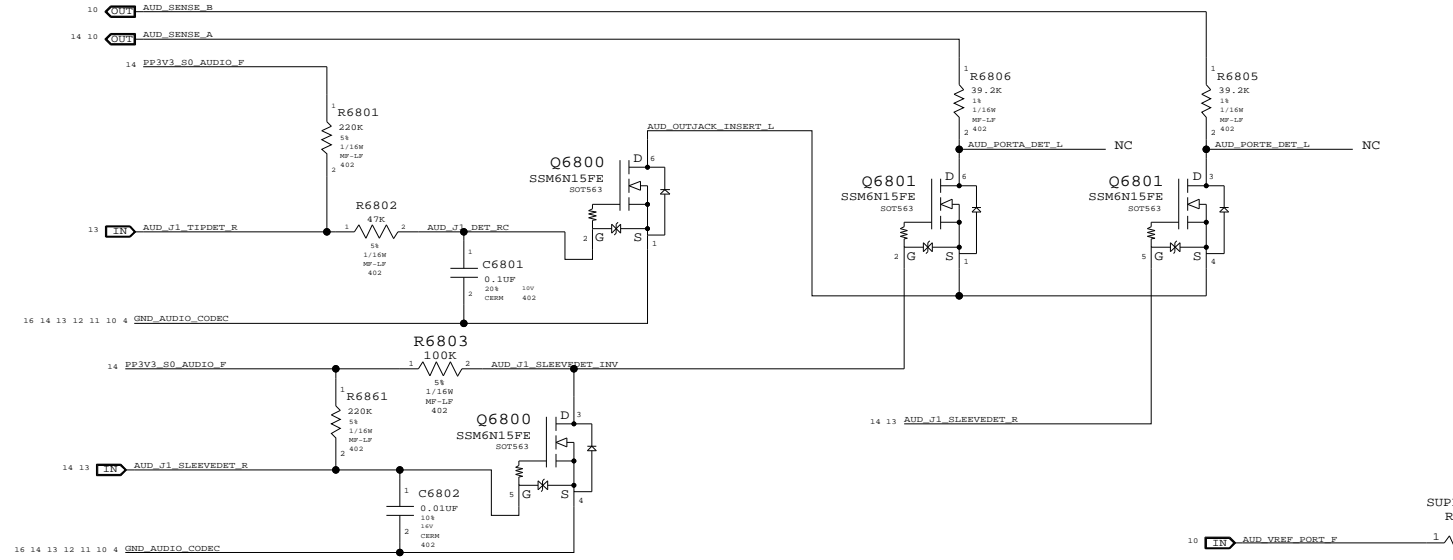 10 OUT AUD_SENSE_B
14 10 OUT AUD_SENSE_A
14 PP3V3_S0_AUDIO_F
1
R6801
220K
5%
1/16W
MF-LF
402
2
1
R6806
39.2K
1%
1/16W
MF-LF
402
2
1
R6805
39.2K
1%
1/16W
MF-LF
402
2
AUD_OUTJACK_INSERT_L
AUD_PORTA_DET_L NC
AUD_PORTE_DET_L NC
Q6800
SSM6N15FE
SOT563
D 6
2 G S 1
Q6801
SSM6N15FE
SOT563
D 6
2 G S 1
Q6801
SSM6N15FE
SOT563
D 3
5 G S 4
13 IN AUD_J1_TIPDET_R
R6802
47K
1 2
5%
1/16W
MF-LF
402
AUD_J1_DET_RC
1
C6801
0.1UF
20% 10V
CERM 402
2
16 14 13 12 11 10 4 GND_AUDIO_CODEC
14 PP3V3_S0_AUDIO_F
R6803
100K
1 2
5%
1/16W
MF-LF
402
AUD_J1_SLEEVEDET_INV
1
R6861
220K
5%
1/16W
MF-LF
402
2
Q6800
SSM6N15FE
SOT563
D 3
5 G S 4
14 13 AUD_J1_SLEEVEDET_R
14 13 IN AUD_J1_SLEEVEDET_R
1
C6802
0.01UF
10%
16V
CERM
402
2
16 14 13 12 11 10 4 GND_AUDIO_CODEC
SUP
R
10 IN AUD_VREF_PORT_F 1